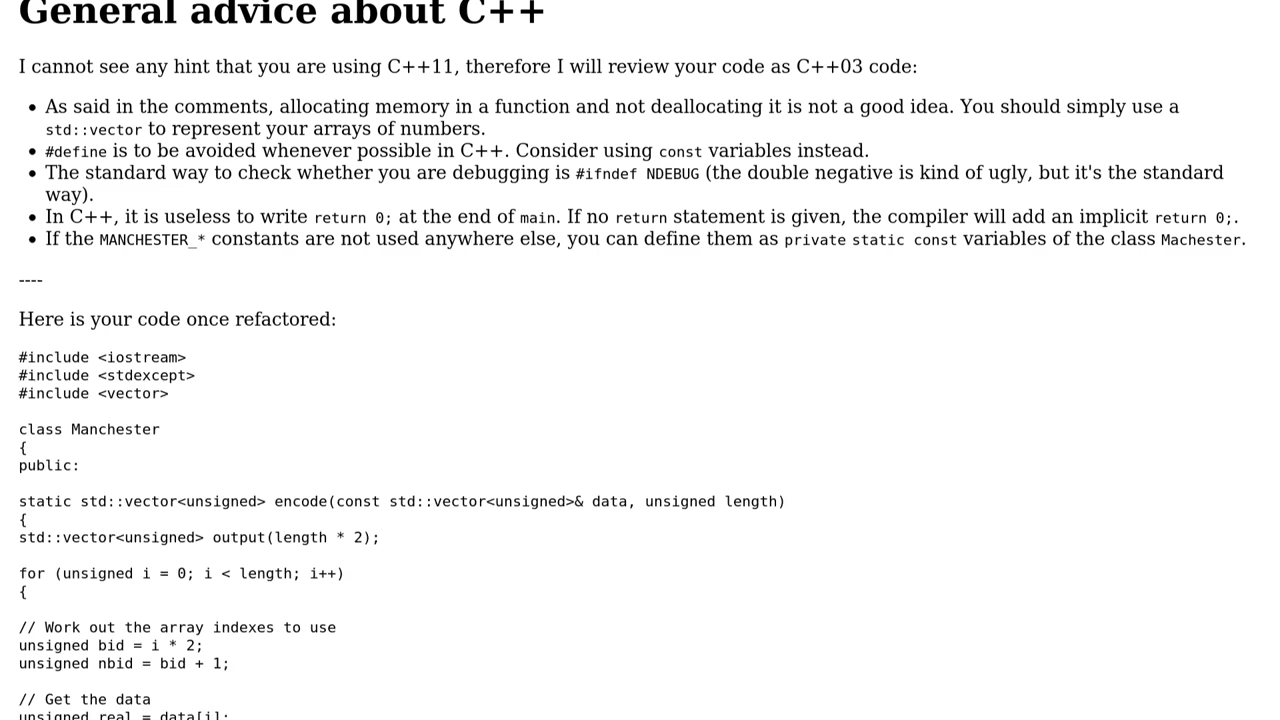 General advice about C++
I cannot see any hint that you are using C++11, therefore I will review your code as C++03 code:
• As said in the comments, allocating memory in a function and not deallocating it is not a good idea. You should simply use a
std::vector to represent your arrays of numbers.
• #define is to be avoided whenever possible in C++. Consider using const variables instead.
• The standard way to check whether you are debugging is #ifndef NDEBUG (the double negative is kind of ugly, but it's the standard
way).
• In C++, it is useless to write return 0; at the end of main. If no return statement is given, the compiler will add an implicit return 0;.
• If the MANCHESTER_* constants are not used anywhere else, you can define them as private static const variables of the class Machester.
----
Here is your code once refactored:
#include <iostream>
#include <stdexcept>
#include <vector>
class Manchester
{
public:
static std::vector<unsigned> encode(const std::vector<unsigned>& data, unsigned length)
{
std::vector<unsigned> output(length * 2);
for (unsigned i = 0; i < length; i++)
{
// Work out the array indexes to use
unsigned bid = i * 2;
unsigned nbid = bid + 1;
// Get the data
unsigned real = data[i];